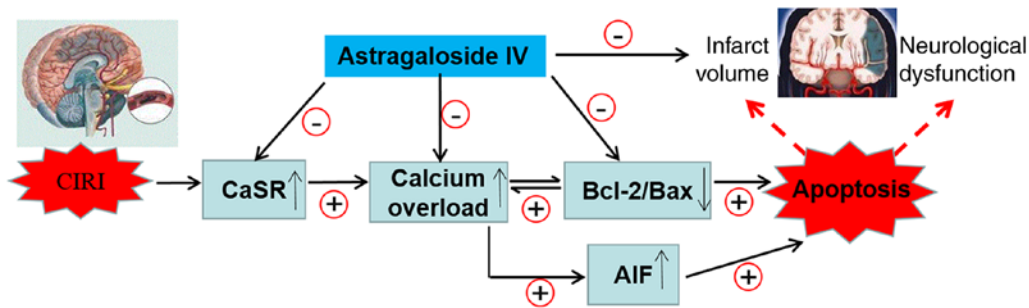 Astragaloside IV
-
Infarct
volume
Neurological
dysfunction
-
-
-
CIRI
CaSR
+
Calcium
overload
+
Bcl-2/Bax
+
Apoptosis
+
AIF
+